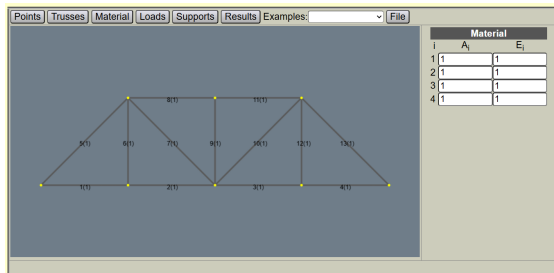 Points Trusses Material Loads Supports Results Examples: File
Material
i Ai Ei
1 1 1
2 1 1
3 1 1
4 1 1
8(1) 11(1)
5(1) 6(1) 7(1) 9(1) 10(1) 12(1) 13(1)
1(1) 2(1) 3(1) 4(1)